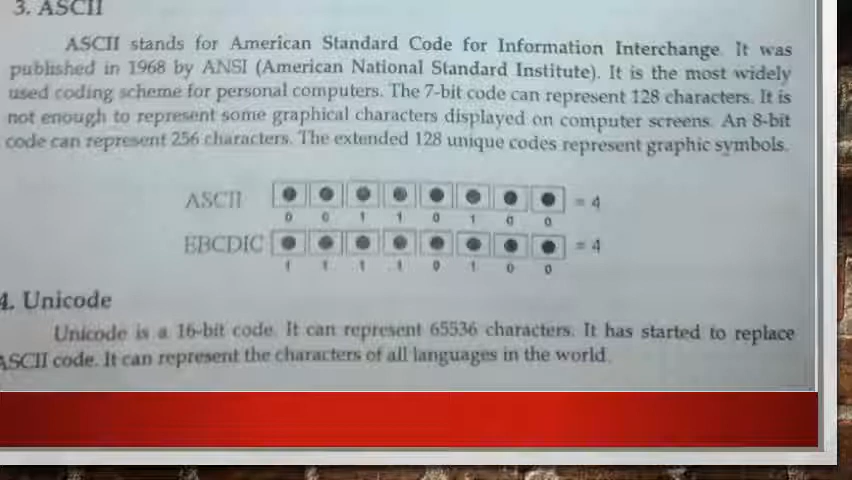 3. ASCII
ASCII stands for American Standard Code for Information Interchange. It was
published in 1968 by ANSI (American National Standard Institute). It is the most widely
used coding scheme for personal computers. The 7-bit code can represent 128 characters. It is
not enough to represent some graphical characters displayed on computer screens. An 8-bit
code can represent 256 characters. The extended 128 unique codes represent graphic symbols.
ASCII = 4
0 0 1 1 0 1 0 0
EBCDIC = 4
1 1 1 1 0 1 0 0
4. Unicode
Unicode is a 16-bit code. It can represent 65536 characters. It has started to replace
ASCII code. It can represent the characters of all languages in the world.